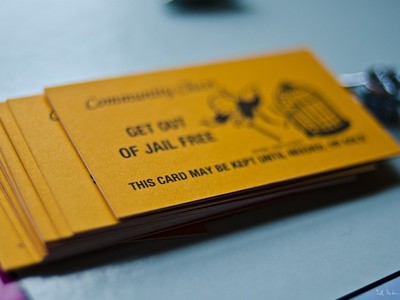 Community Chest
GET OUT
OF JAIL FREE
THIS CARD MAY BE KEPT UNTIL NEEDED, OR SOLD